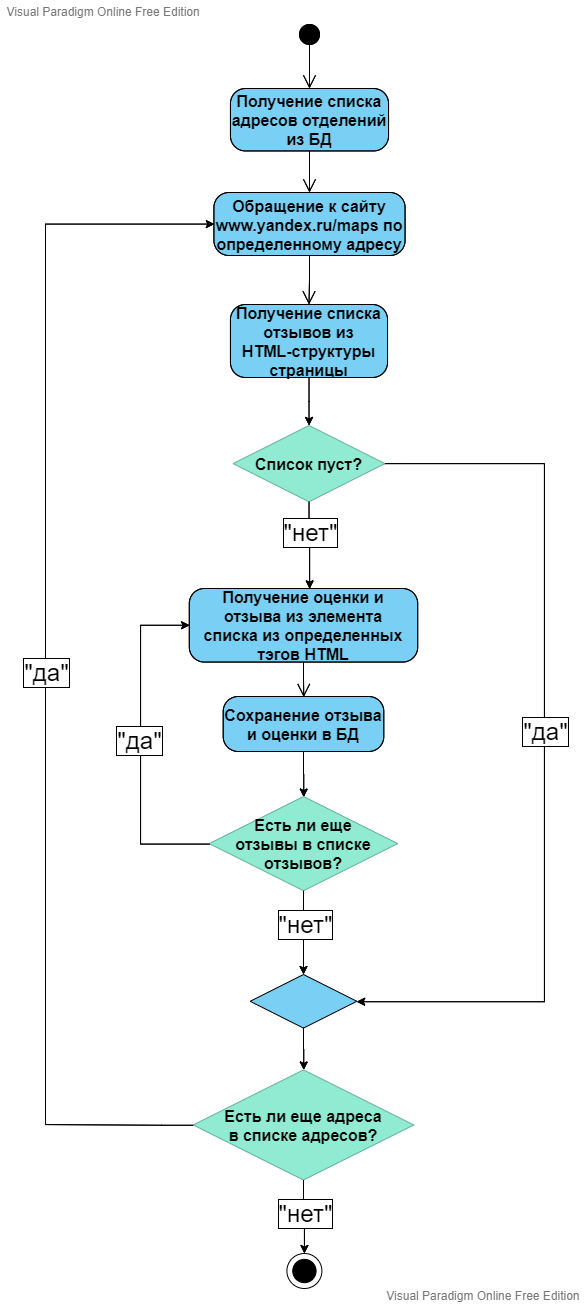 Visual Paradigm Online Free Edition
Получение списка
адресов отделений
из БД
Обращение к сайту
www.yandex.ru/maps по
определенному адресу
Получение списка
отзывов из
HTML-структуры
страницы
Список пуст?
"нет"
Получение оценки и
отзыва из элемента
списка из определенных
тэгов HTML
"да"
Сохранение отзыва
и оценки в БД
"да"
"да"
Есть ли еще
отзывы в списке
отзывов?
"нет"
Есть ли еще адреса
в списке адресов?
"нет"
Visual Paradigm Online Free Edition